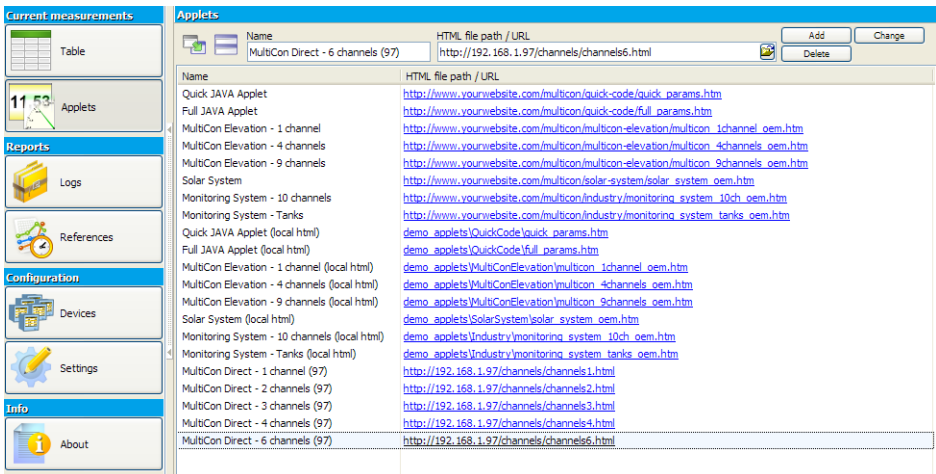 Current measurements
Table
11 53
Applets
Reports
Logs
References
Configuration
Devices
Settings
Info
About
Applets
Name HTML file path / URL
MultiCon Direct - 6 channels (97) http://192.168.1.97/channels/channels6.html Add Change
Delete
Name HTML file path / URL
Quick JAVA Applet http://www.yourwebsite.com/multicon/quick-code/quick_params.htm
Full JAVA Applet http://www.yourwebsite.com/multicon/quick-code/full_params.htm
MultiCon Elevation - 1 channel http://www.yourwebsite.com/multicon/multicon-elevation/multicon_1channel_oem.htm
MultiCon Elevation - 4 channels http://www.yourwebsite.com/multicon/multicon-elevation/multicon_4channels_oem.htm
MultiCon Elevation - 9 channels http://www.yourwebsite.com/multicon/multicon-elevation/multicon_9channels_oem.htm
Solar System http://www.yourwebsite.com/multicon/solar-system/solar_system_oem.htm
Monitoring System - 10 channels http://www.yourwebsite.com/multicon/industry/monitoring_system_10ch_oem.htm
Monitoring System - Tanks http://www.yourwebsite.com/multicon/industry/monitoring_system_tanks_oem.htm
Quick JAVA Applet (local html) demo_applets\QuickCode\quick_params.htm
Full JAVA Applet (local html) demo_applets\QuickCode\full_params.htm
MultiCon Elevation - 1 channel (local html) demo_applets\MultiConElevation\multicon_1channel_oem.htm
MultiCon Elevation - 4 channels (local html) demo_applets\MultiConElevation\multicon_4channels_oem.htm
MultiCon Elevation - 9 channels (local html) demo_applets\MultiConElevation\multicon_9channels_oem.htm
Solar System (local html) demo_applets\SolarSystem\solar_system_oem.htm
Monitoring System - 10 channels (local html) demo_applets\Industry\monitoring_system_10ch_oem.htm
Monitoring System - Tanks (local html) demo_applets\Industry\monitoring_system_tanks_oem.htm
MultiCon Direct - 1 channel (97) http://192.168.1.97/channels/channels1.html
MultiCon Direct - 2 channels (97) http://192.168.1.97/channels/channels2.html
MultiCon Direct - 3 channels (97) http://192.168.1.97/channels/channels3.html
MultiCon Direct - 4 channels (97) http://192.168.1.97/channels/channels4.html
MultiCon Direct - 6 channels (97) http://192.168.1.97/channels/channels6.html